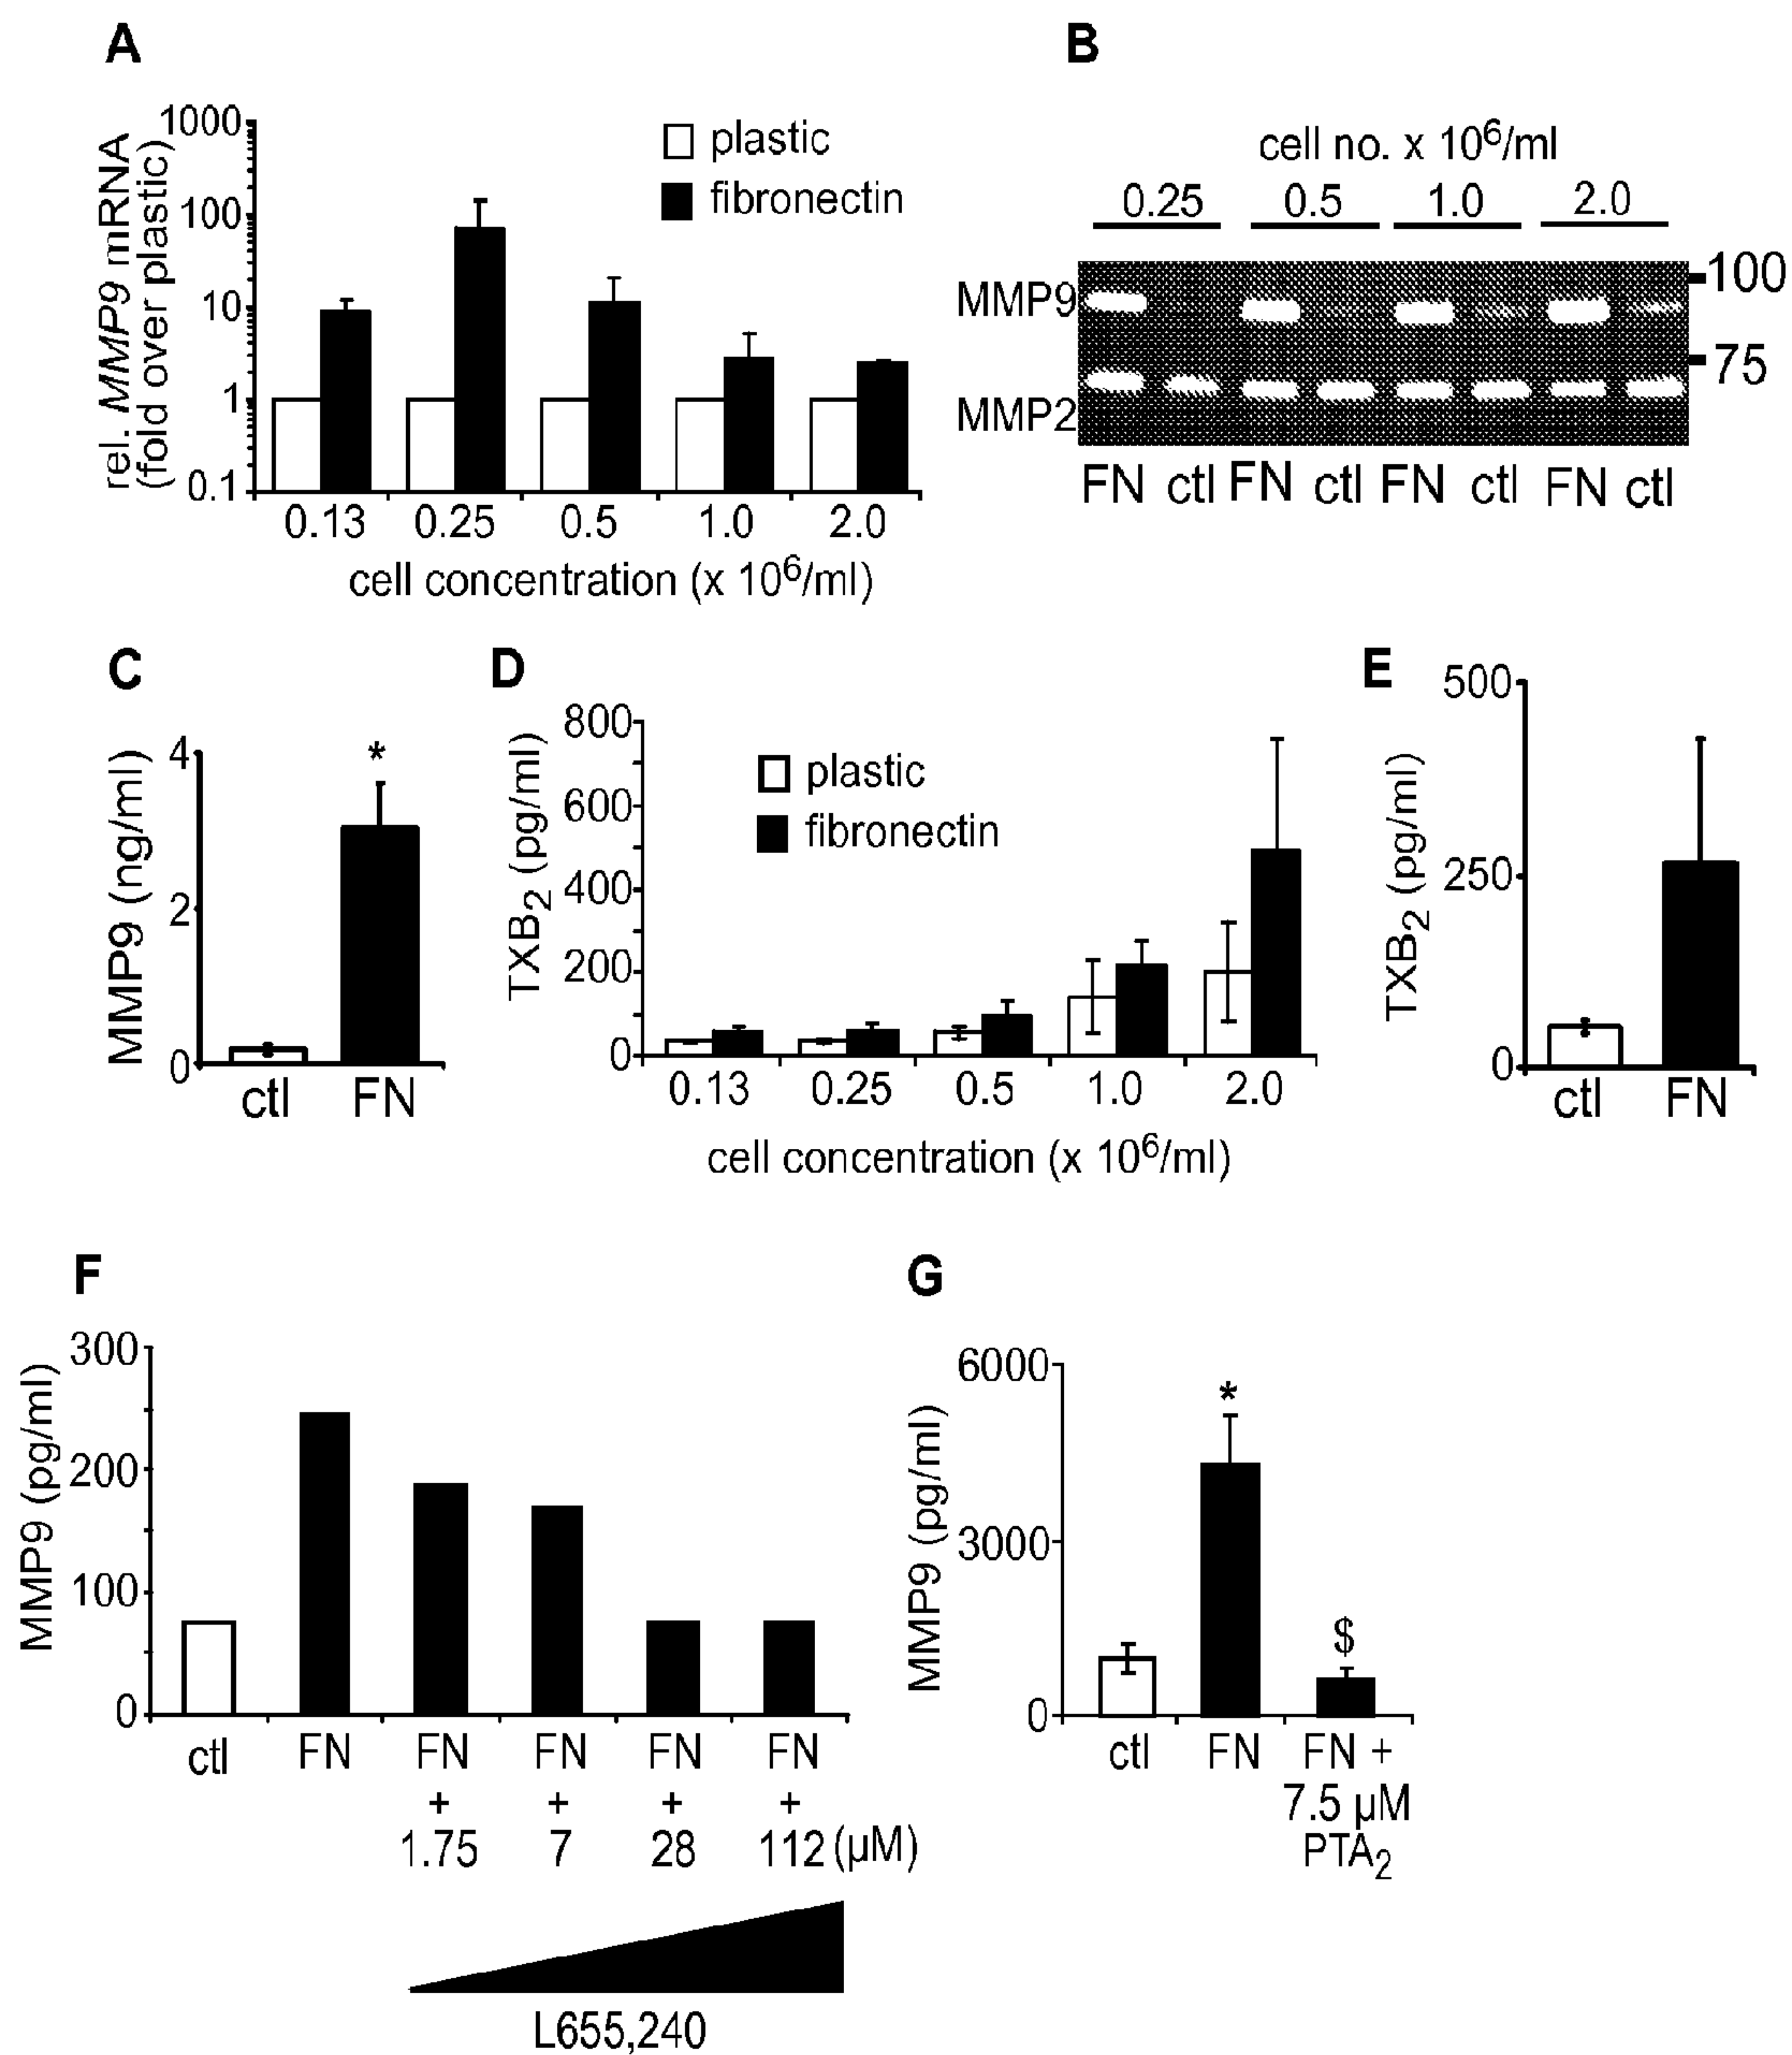 A
rel. MMP9 mRNA
(fold over plastic)
1000
100
10
1
0.1
plastic
fibronectin
0.13 0.25 0.5 1.0 2.0
cell concentration (x 10⁶/ml)
B
cell no. x 10⁶/ml
0.25 0.5 1.0 2.0
MMP9
MMP2
100
75
FN ctl FN ctl FN ctl FN ctl
C
MMP9 (ng/ml)
4
2
0
*
ctl FN
D
TXB₂ (pg/ml)
800
600
400
200
0
plastic
fibronectin
0.13 0.25 0.5 1.0 2.0
cell concentration (x 10⁶/ml)
E
TXB₂ (pg/ml)
500
250
0
ctl FN
F
MMP9 (pg/ml)
300
200
100
0
ctl FN FN FN FN FN
+ + + +
1.75 7 28 112 (µM)
L655,240
G
MMP9 (pg/ml)
6000
3000
0
*
$
ctl FN FN +
7.5 µM
PTA₂